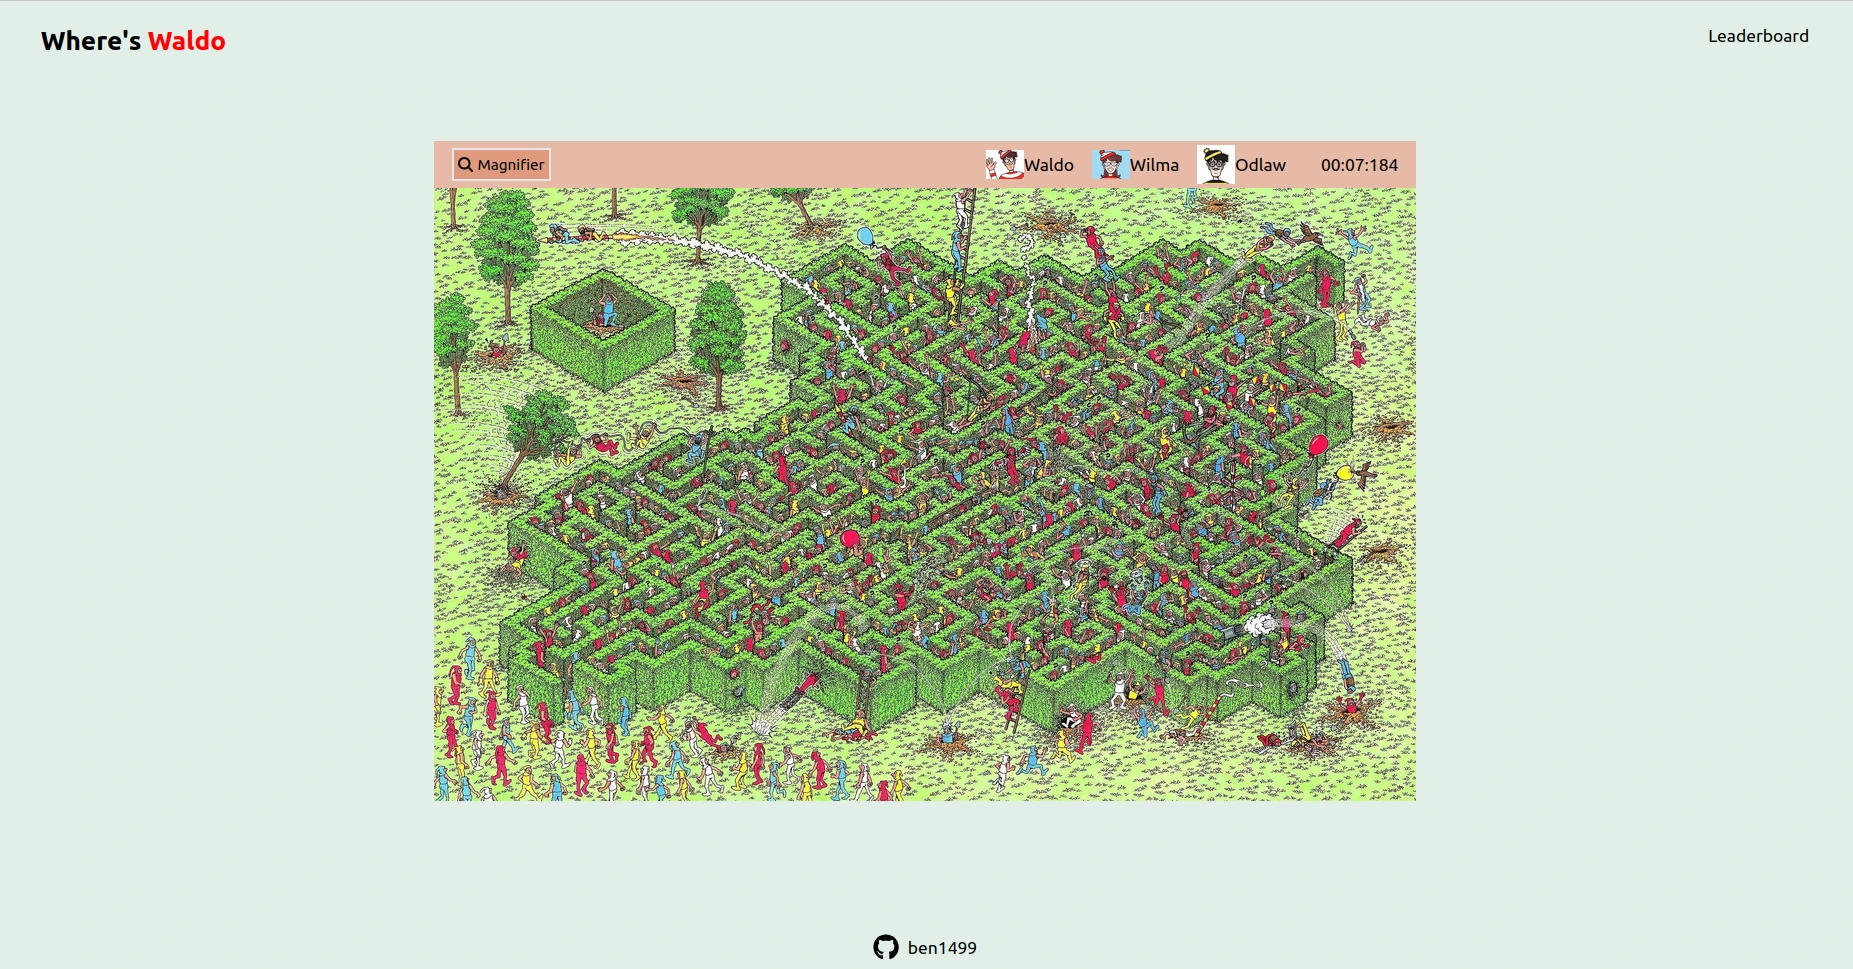 Where's Waldo
Leaderboard
Magnifier
Waldo
Wilma
Odlaw
00:07:184
ben1499